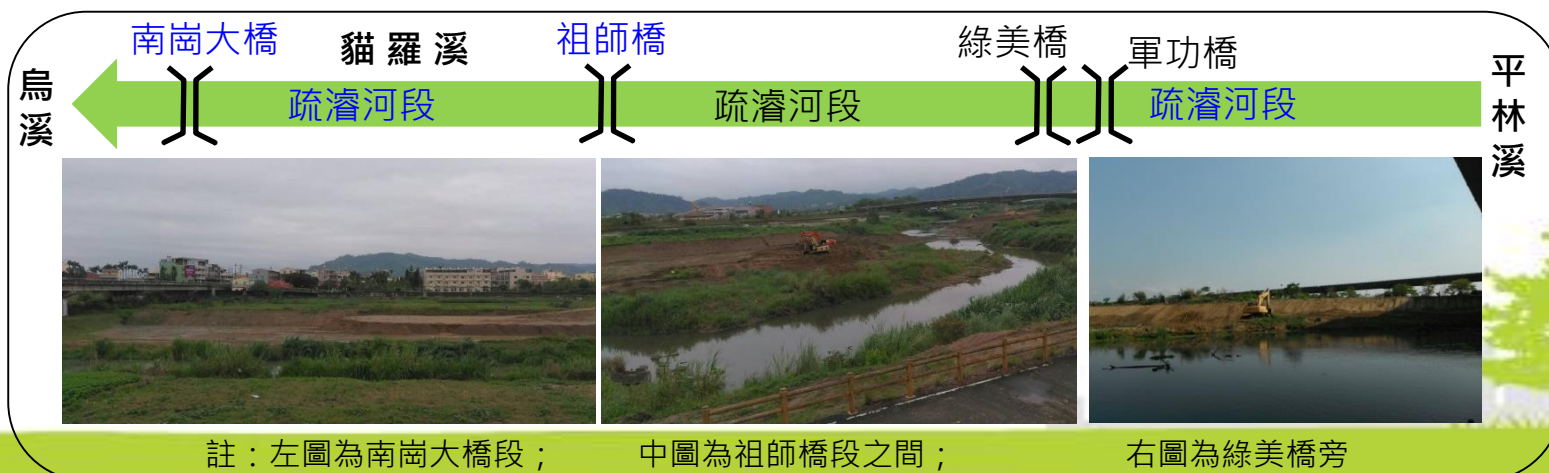 南崗大橋
貓羅溪
祖師橋
綠美橋
軍功橋
烏溪
疏濬河段
疏濬河段
疏濬河段
平林溪
註：左圖為南崗大橋段；
中圖為祖師橋段之間；
右圖為綠美橋旁